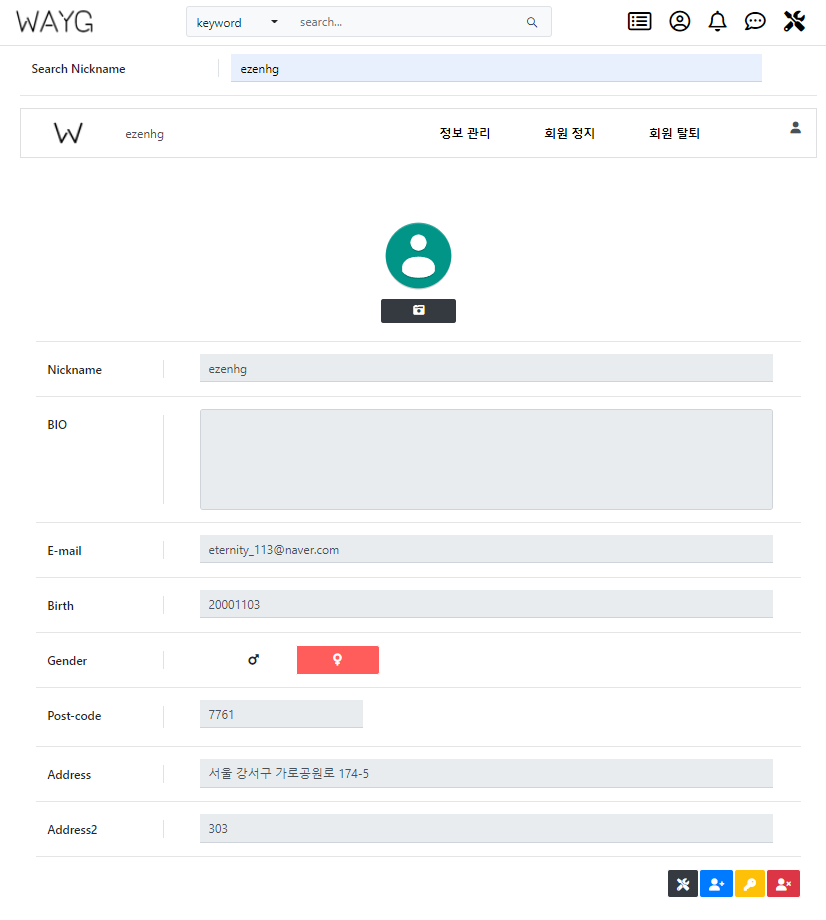 WAYG
keyword search...
Search Nickname ezenhg
W ezenhg 정보 관리 회원 정지 회원 탈퇴
Nickname ezenhg
BIO
E-mail eternity_113@naver.com
Birth 20001103
Gender ♂ ♀
Post-code 7761
Address 서울 강서구 가로공원로 174-5
Address2 303